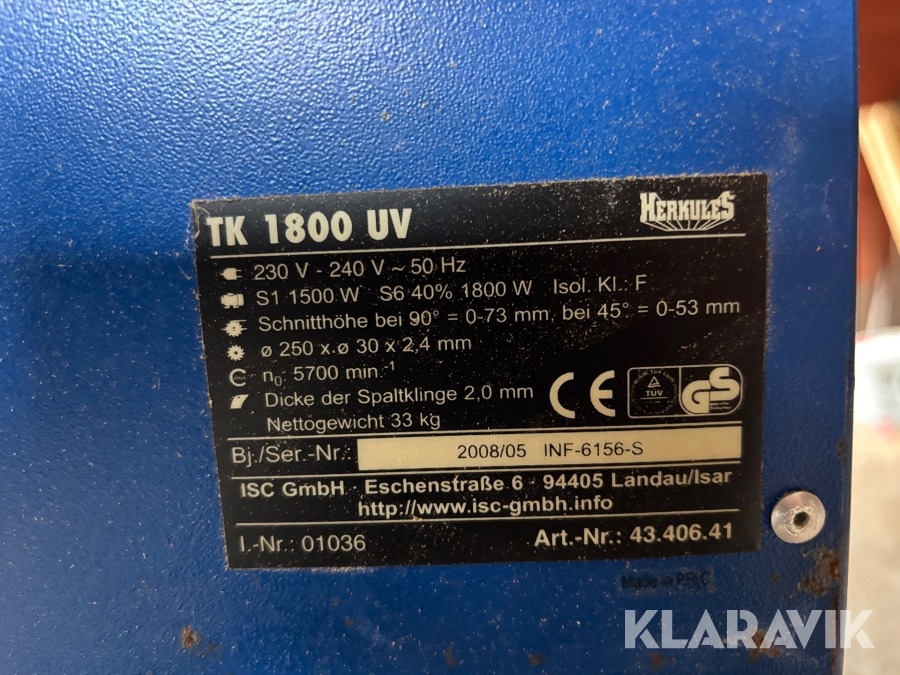 TK 1800 UV
HERKULES
230 V - 240 V ~ 50 Hz
S1 1500 W S6 40% 1800 W Isol. Kl.: F
Schnitthöhe bei 90° = 0-73 mm, bei 45° = 0-53 mm
ø 250 x ø 30 x 2,4 mm
n₀: 5700 min.⁻¹
Dicke der Spaltklinge 2,0 mm
Nettogewicht 33 kg
CE
TÜV
GS
Bj./Ser.-Nr.: 2008/05 INF-6156-S
ISC GmbH · Eschenstraße 6 · 94405 Landau/Isar
http://www.isc-gmbh.info
I.-Nr.: 01036
Art.-Nr.: 43.406.41
Made in P.R.C
KLARAVIK